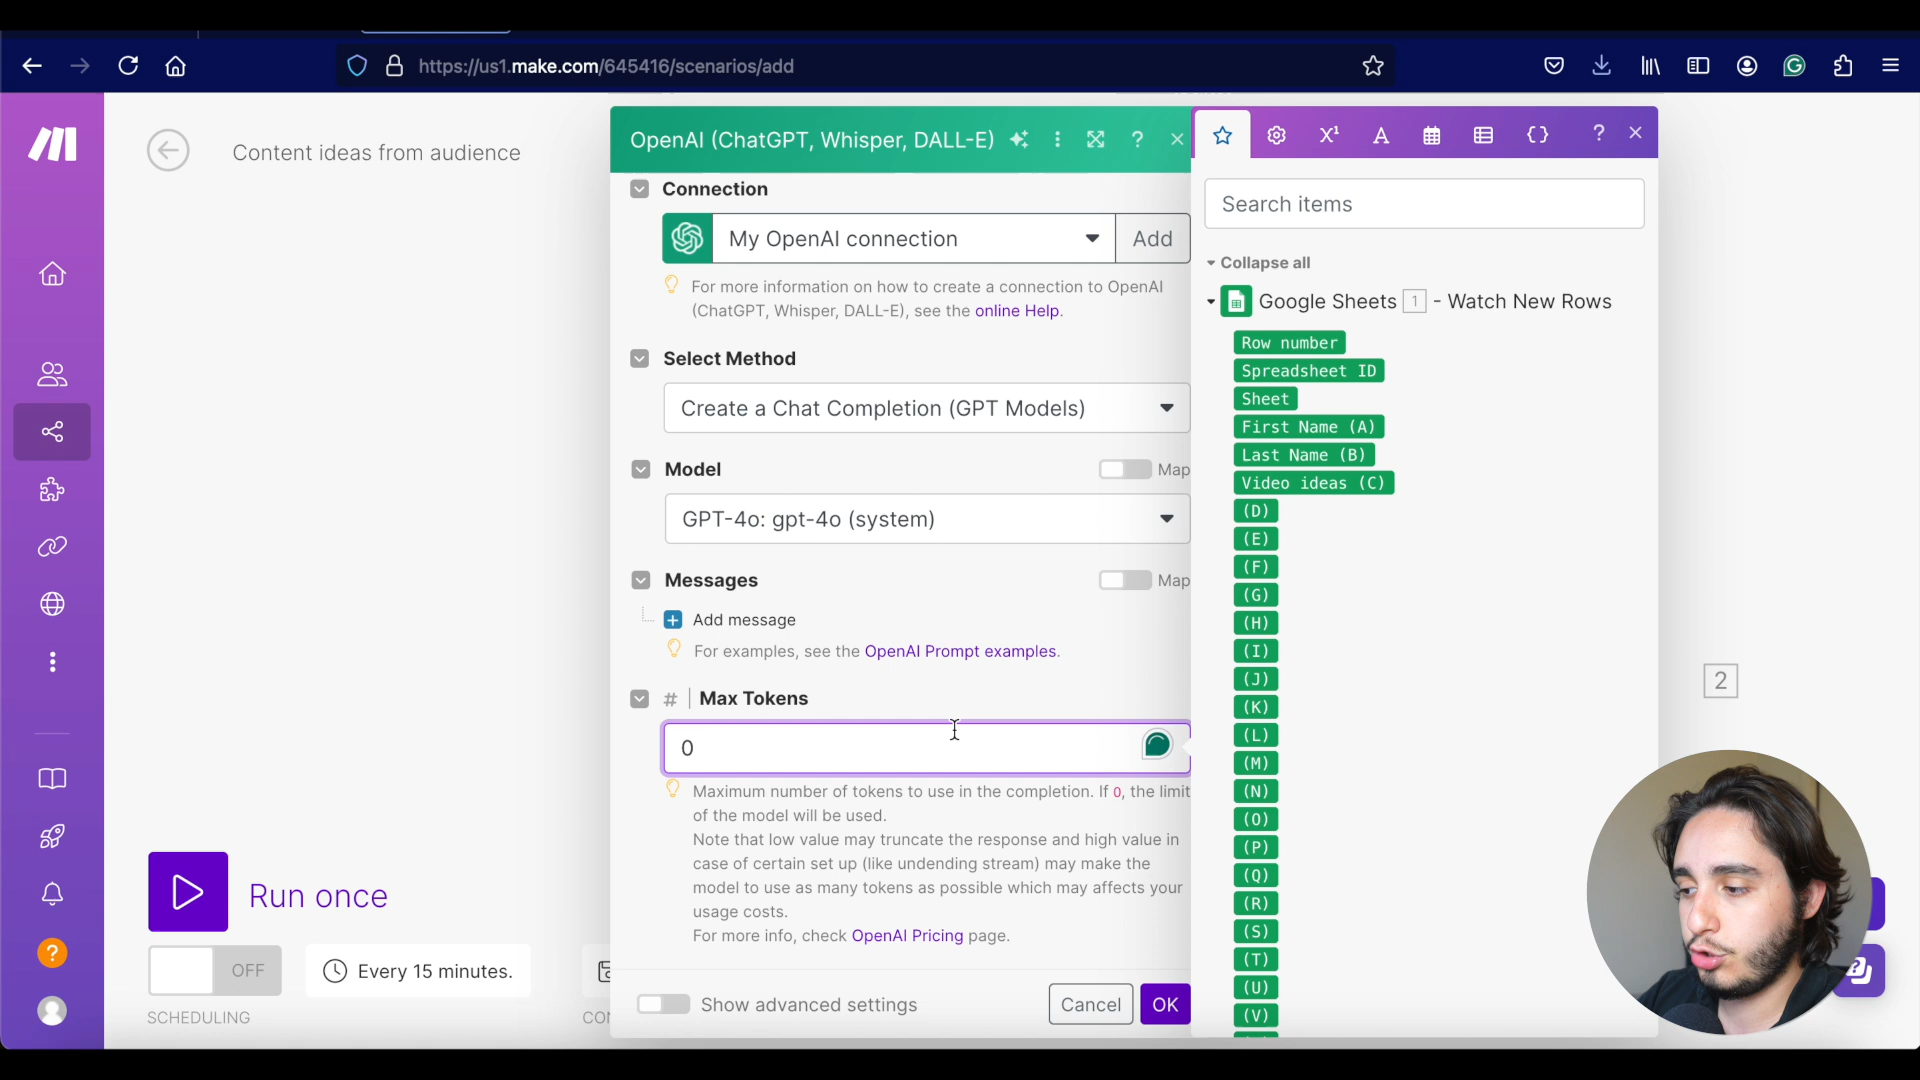 https://us1.make.com/645416/scenarios/add
Content ideas from audience
OpenAI (ChatGPT, Whisper, DALL-E)
?
Connection
My OpenAI connection
Add
For more information on how to create a connection to OpenAI
(ChatGPT, Whisper, DALL-E), see the online Help.
Select Method
Create a Chat Completion (GPT Models)
Model
Map
GPT-4o: gpt-4o (system)
Messages
Map
Add message
For examples, see the OpenAI Prompt examples.
# | Max Tokens
0
Maximum number of tokens to use in the completion. If 0, the limit
of the model will be used.
Note that low value may truncate the response and high value in
case of certain set up (like undending stream) may make the
model to use as many tokens as possible which may affects your
usage costs.
For more info, check OpenAI Pricing page.
Show advanced settings
Cancel
OK
Search items
Collapse all
Google Sheets 1 - Watch New Rows
Row number
Spreadsheet ID
Sheet
First Name (A)
Last Name (B)
Video ideas (C)
(D)
(E)
(F)
(G)
(H)
(I)
(J)
(K)
(L)
(M)
(N)
(O)
(P)
(Q)
(R)
(S)
(T)
(U)
(V)
2
Run once
OFF
Every 15 minutes.
SCHEDULING